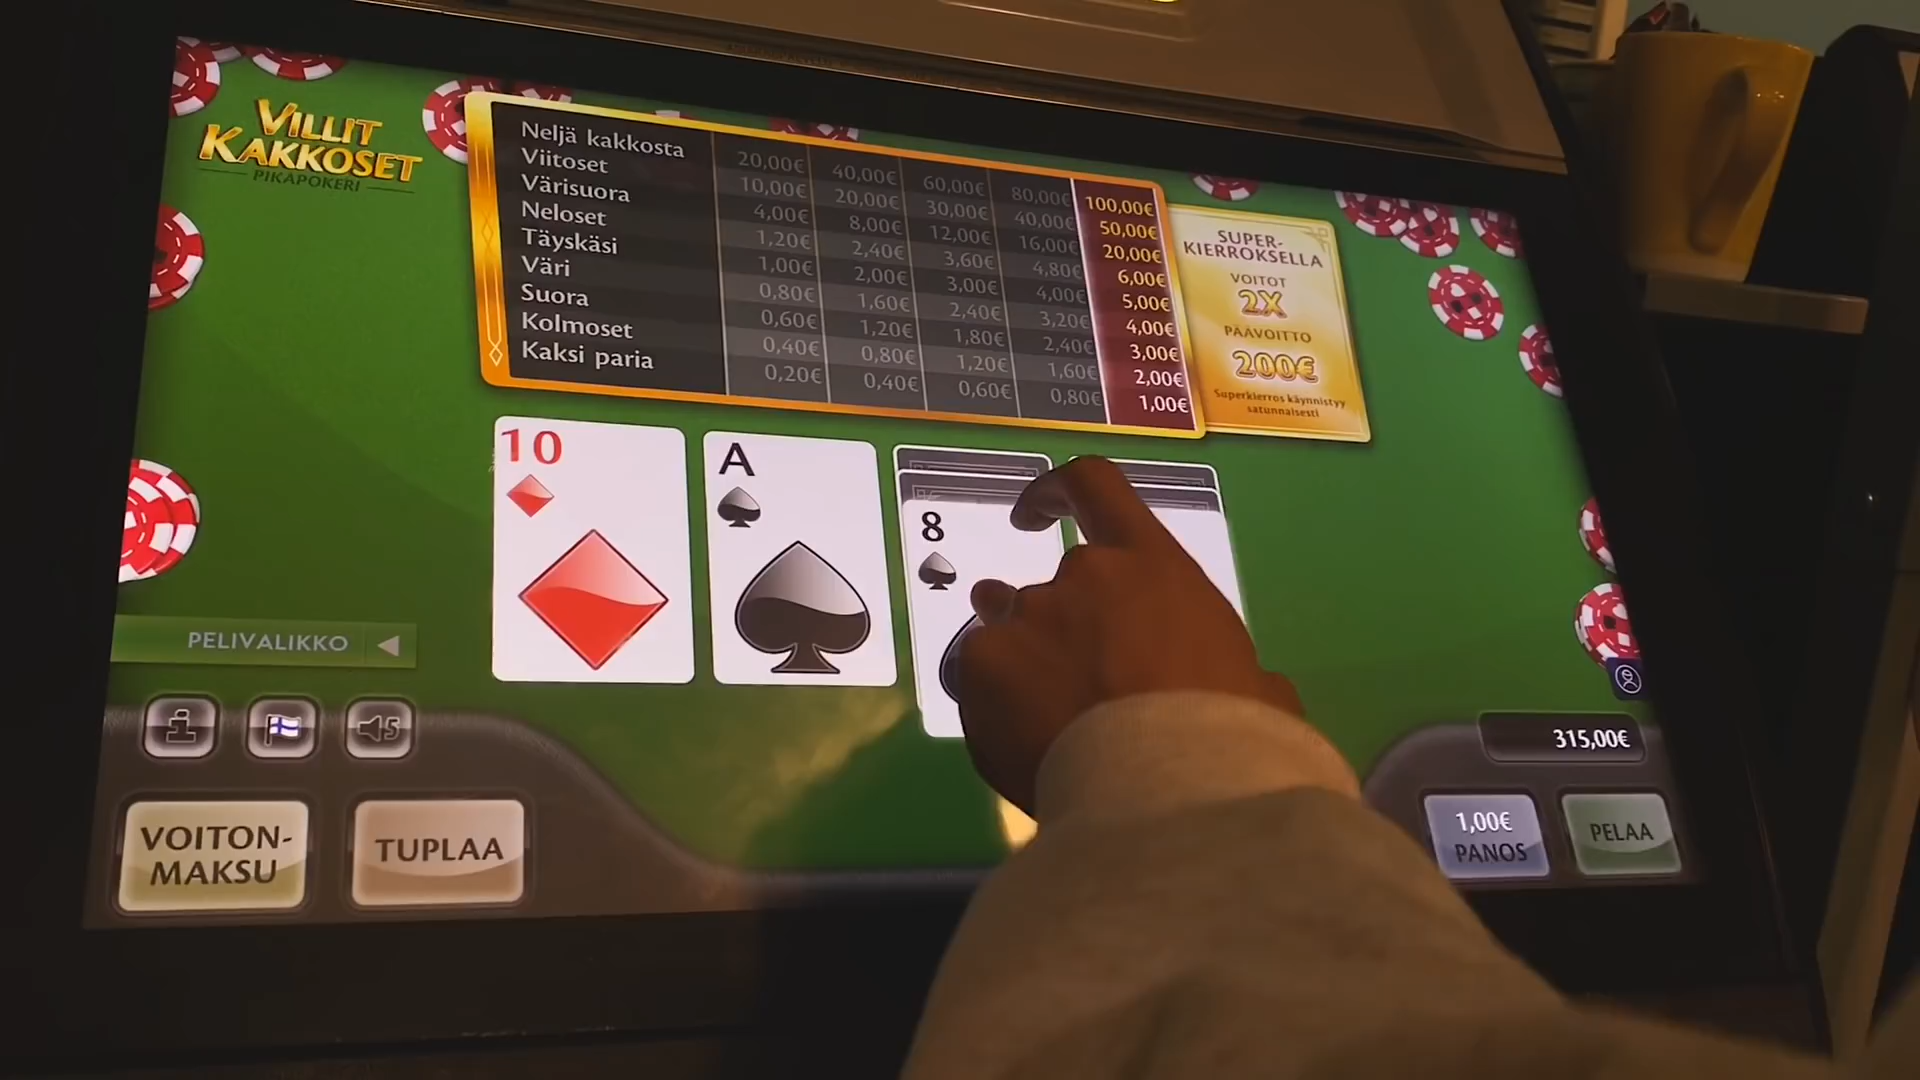 VILLIT
KAKKOSET
PIKAPOKERI
Neljä kakkosta 20,00€ 40,00€ 60,00€ 80,00€ 100,00€
Viitoset 10,00€ 20,00€ 30,00€ 40,00€ 50,00€
Värisuora 4,00€ 8,00€ 12,00€ 16,00€ 20,00€
Neloset 1,20€ 2,40€ 3,60€ 4,80€ 6,00€
Täyskäsi 1,00€ 2,00€ 3,00€ 4,00€ 5,00€
Väri 0,80€ 1,60€ 2,40€ 3,20€ 4,00€
Suora 0,60€ 1,20€ 1,80€ 2,40€ 3,00€
Kolmoset 0,40€ 0,80€ 1,20€ 1,60€ 2,00€
Kaksi paria 0,20€ 0,40€ 0,60€ 0,80€ 1,00€
SUPER-
KIERROKSELLA
VOITOT
2X
PÄÄVOITTO
200€
Superkierros käynnistyy
satunnaisesti
10
A
8
PELIVALIKKO
5
315,00€
VOITON-
MAKSU
TUPLAA
1,00€
PANOS
PELAA